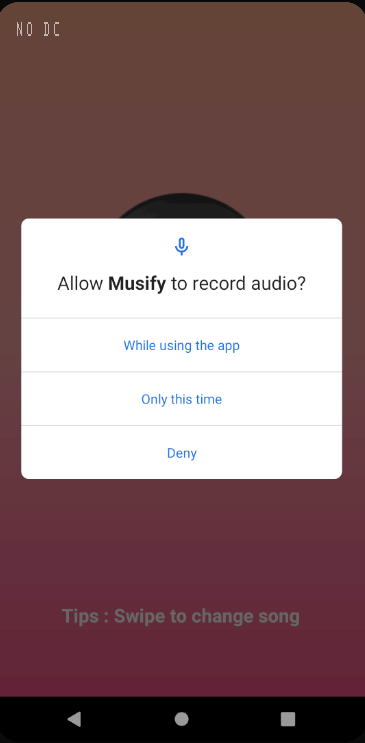 NO DC
Allow Musify to record audio?
While using the app
Only this time
Deny
Tips : Swipe to change song